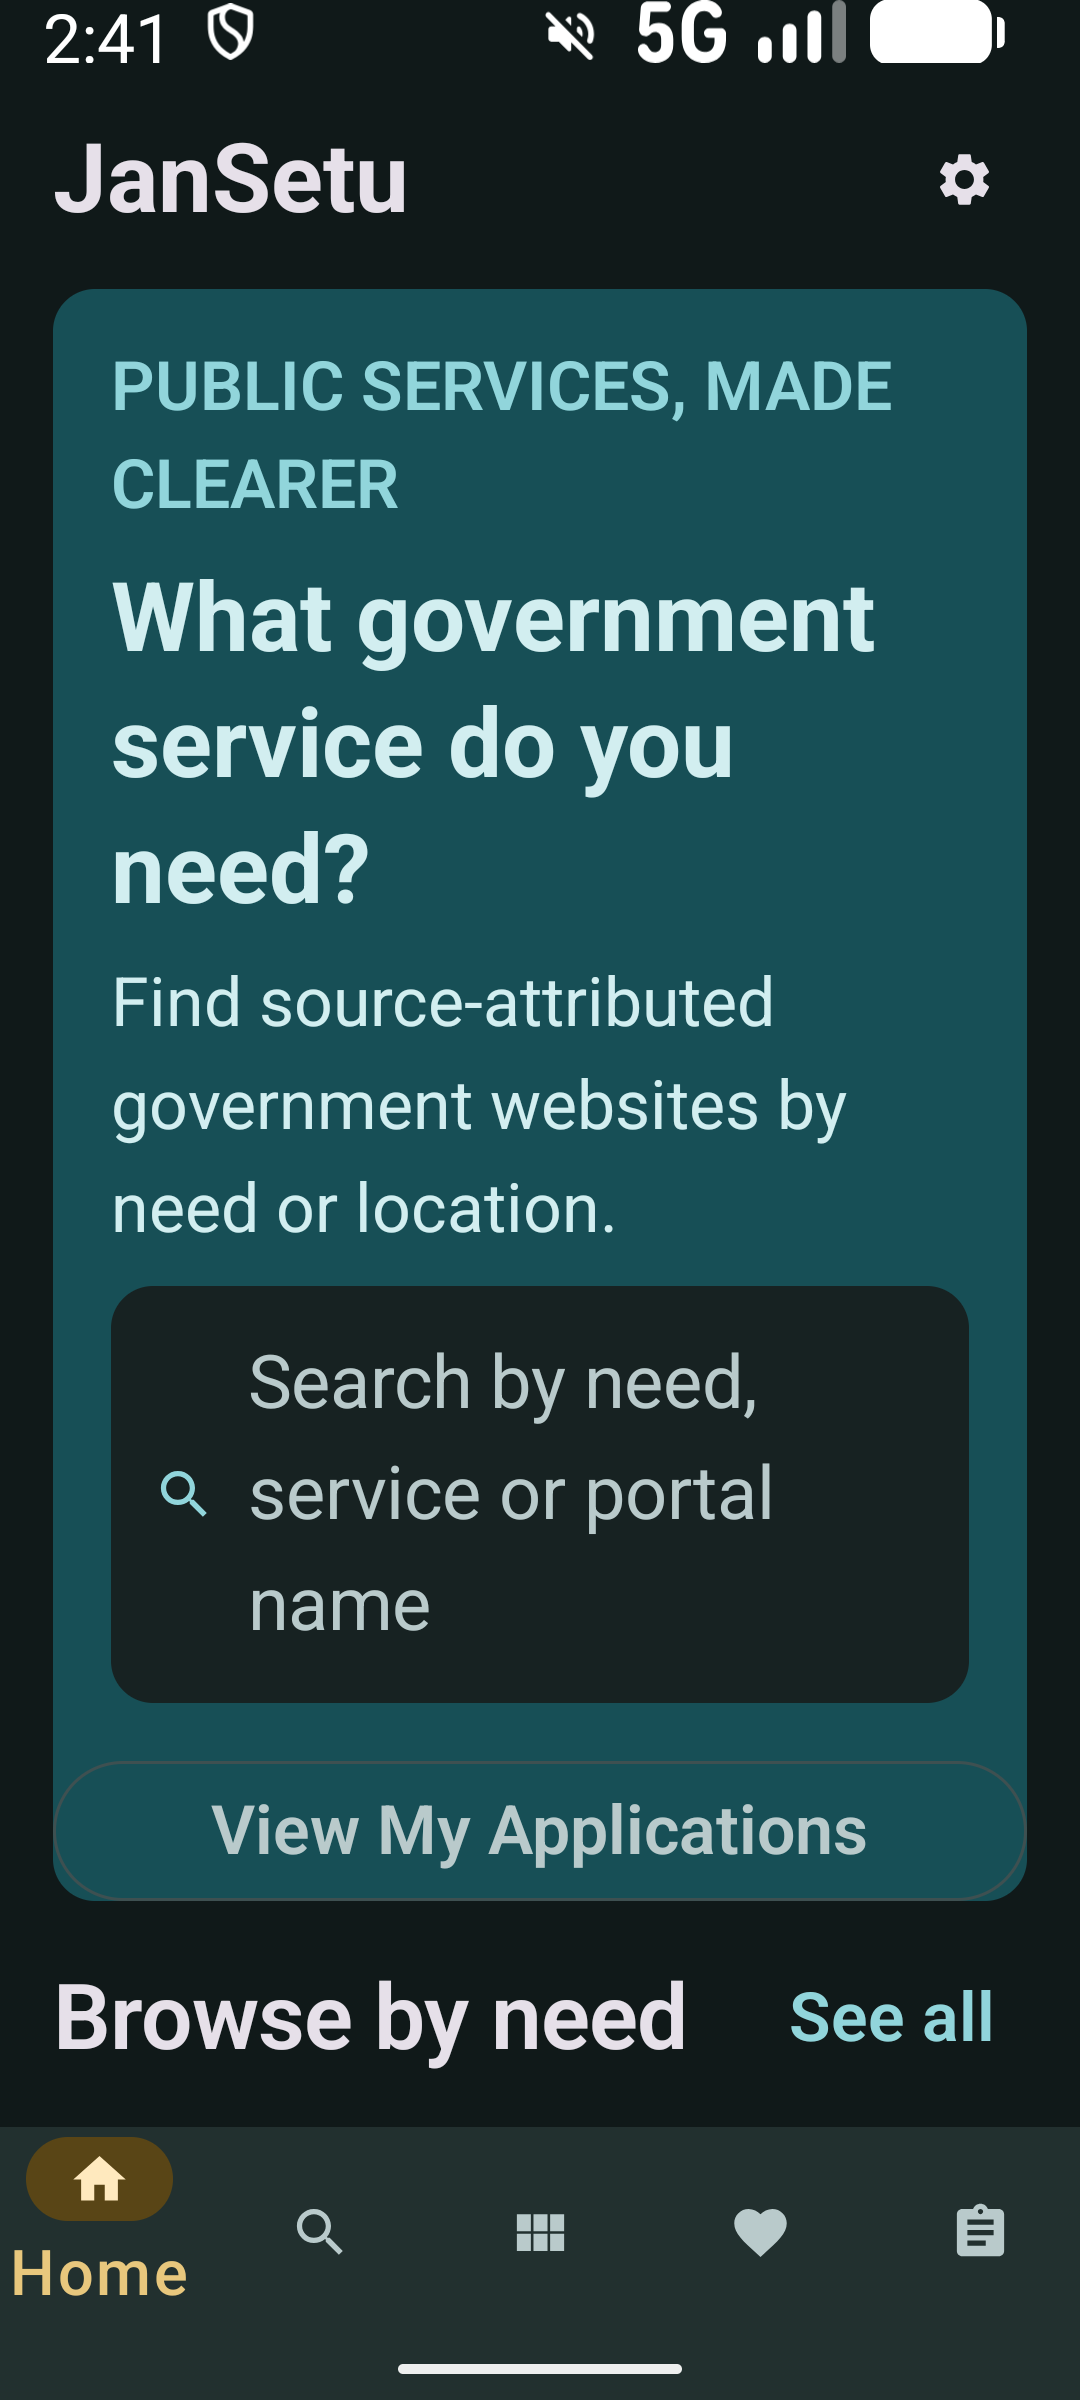 2:41
5G
JanSetu
PUBLIC SERVICES, MADE
CLEARER
What government
service do you
need?
Find source-attributed
government websites by
need or location.
Search by need,
service or portal
name
View My Applications
Browse by need
See all
Home